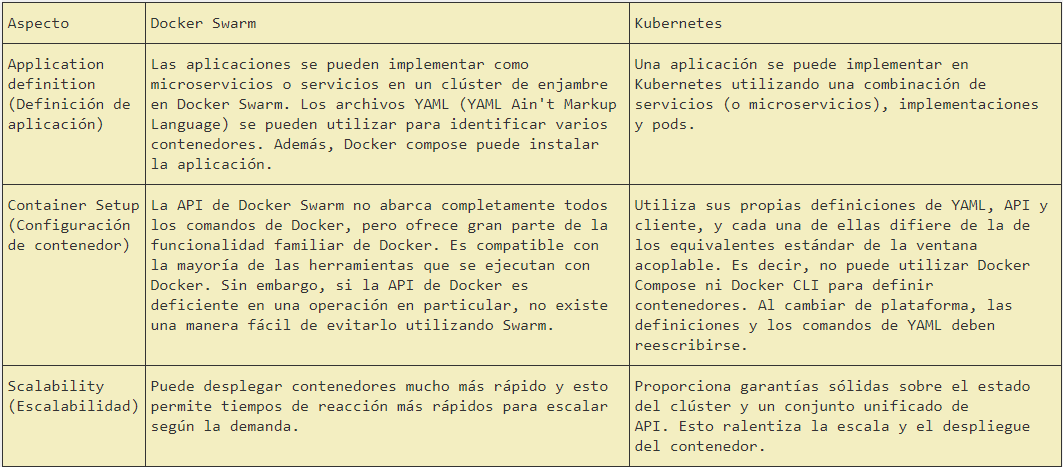 Aspecto
Docker Swarm
Kubernetes
Application
definition
(Definición de
aplicación)
Las aplicaciones se pueden implementar como
microservicios o servicios en un clúster de enjambre
en Docker Swarm. Los archivos YAML (YAML Ain't Markup
Language) se pueden utilizar para identificar varios
contenedores. Además, Docker compose puede instalar
la aplicación.
Una aplicación se puede implementar en
Kubernetes utilizando una combinación de
servicios (o microservicios), implementaciones
y pods.
Container Setup
(Configuración
de contenedor)
La API de Docker Swarm no abarca completamente todos
los comandos de Docker, pero ofrece gran parte de la
funcionalidad familiar de Docker. Es compatible con
la mayoría de las herramientas que se ejecutan con
Docker. Sin embargo, si la API de Docker es
deficiente en una operación en particular, no existe
una manera fácil de evitarlo utilizando Swarm.
Utiliza sus propias definiciones de YAML, API y
cliente, y cada una de ellas difiere de la de
los equivalentes estándar de la ventana
acoplable. Es decir, no puede utilizar Docker
Compose ni Docker CLI para definir
contenedores. Al cambiar de plataforma, las
definiciones y los comandos de YAML deben
reescribirse.
Scalability
(Escalabilidad)
Puede desplegar contenedores mucho más rápido y esto
permite tiempos de reacción más rápidos para escalar
según la demanda.
Proporciona garantías sólidas sobre el estado
del clúster y un conjunto unificado de
API. Esto ralentiza la escala y el despliegue
del contenedor.